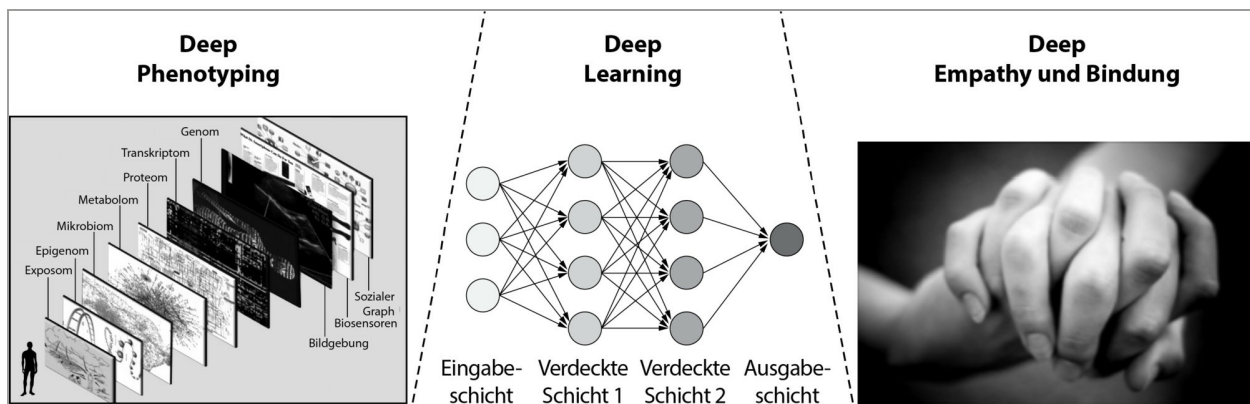 Deep
Phenotyping
Genom
Transkriptom
Proteom
Metabolom
Mikrobiom
Epigenom
Exposom
Sozialer
Graph
Biosensoren
Bildgebung
Deep
Learning
Eingabe-
schicht
Verdeckte
Schicht 1
Verdeckte
Schicht 2
Ausgabe-
schicht
Deep
Empathy und Bindung